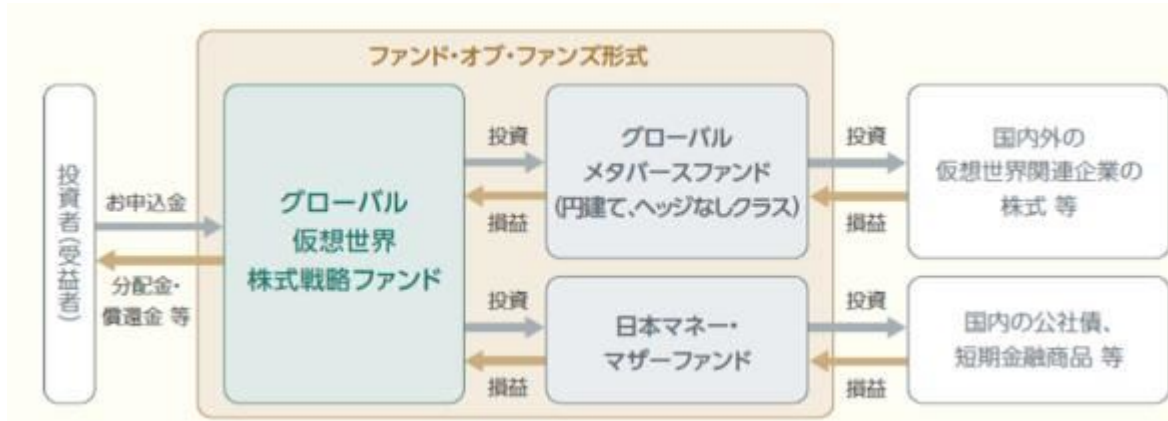 ファンド・オブ・ファンズ形式
投資者(受益者)
お申込金
分配金・
償還金 等
グローバル
仮想世界
株式戦略ファンド
投資
損益
グローバル
メタバースファンド
(円建て、ヘッジなしクラス)
投資
損益
国内外の
仮想世界関連企業の
株式 等
投資
損益
日本マネー・
マザーファンド
投資
損益
国内の公社債、
短期金融商品 等